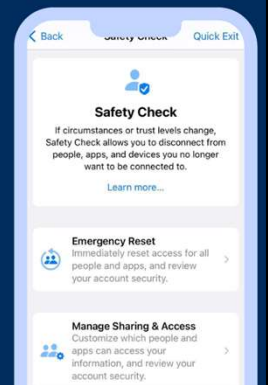 Back
Safety Check
Quick Exit
Safety Check
If circumstances or trust levels change,
Safety Check allows you to disconnect from
people, apps, and devices you no longer
want to be connected to.
Learn more...
Emergency Reset
Immediately reset access for all
people and apps, and review
your account security.
Manage Sharing & Access
Customize which people and
apps can access your
information, and review your
account security.